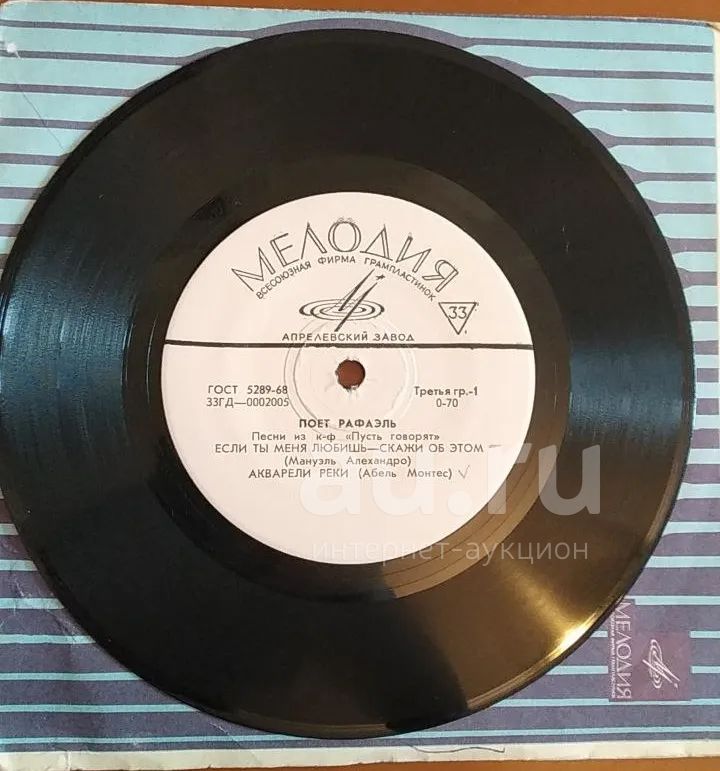 МЕЛОДИЯ
ВСЕСОЮЗНАЯ ФИРМА ГРАМПЛАСТИНОК
33
АПРЕЛЕВСКИЙ ЗАВОД
ГОСТ 5289-68
33ГД—0002005
Третья гр.-1
0-70
ПОЕТ РАФАЭЛЬ
Песни из к-ф «Пусть говорят»
ЕСЛИ ТЫ МЕНЯ ЛЮБИШЬ—СКАЖИ ОБ ЭТОМ
(Мануэль Алехандро)
АКВАРЕЛИ РЕКИ (Абель Монтес)
au.ru
интернет-аукцион
МЕЛОДИЯ